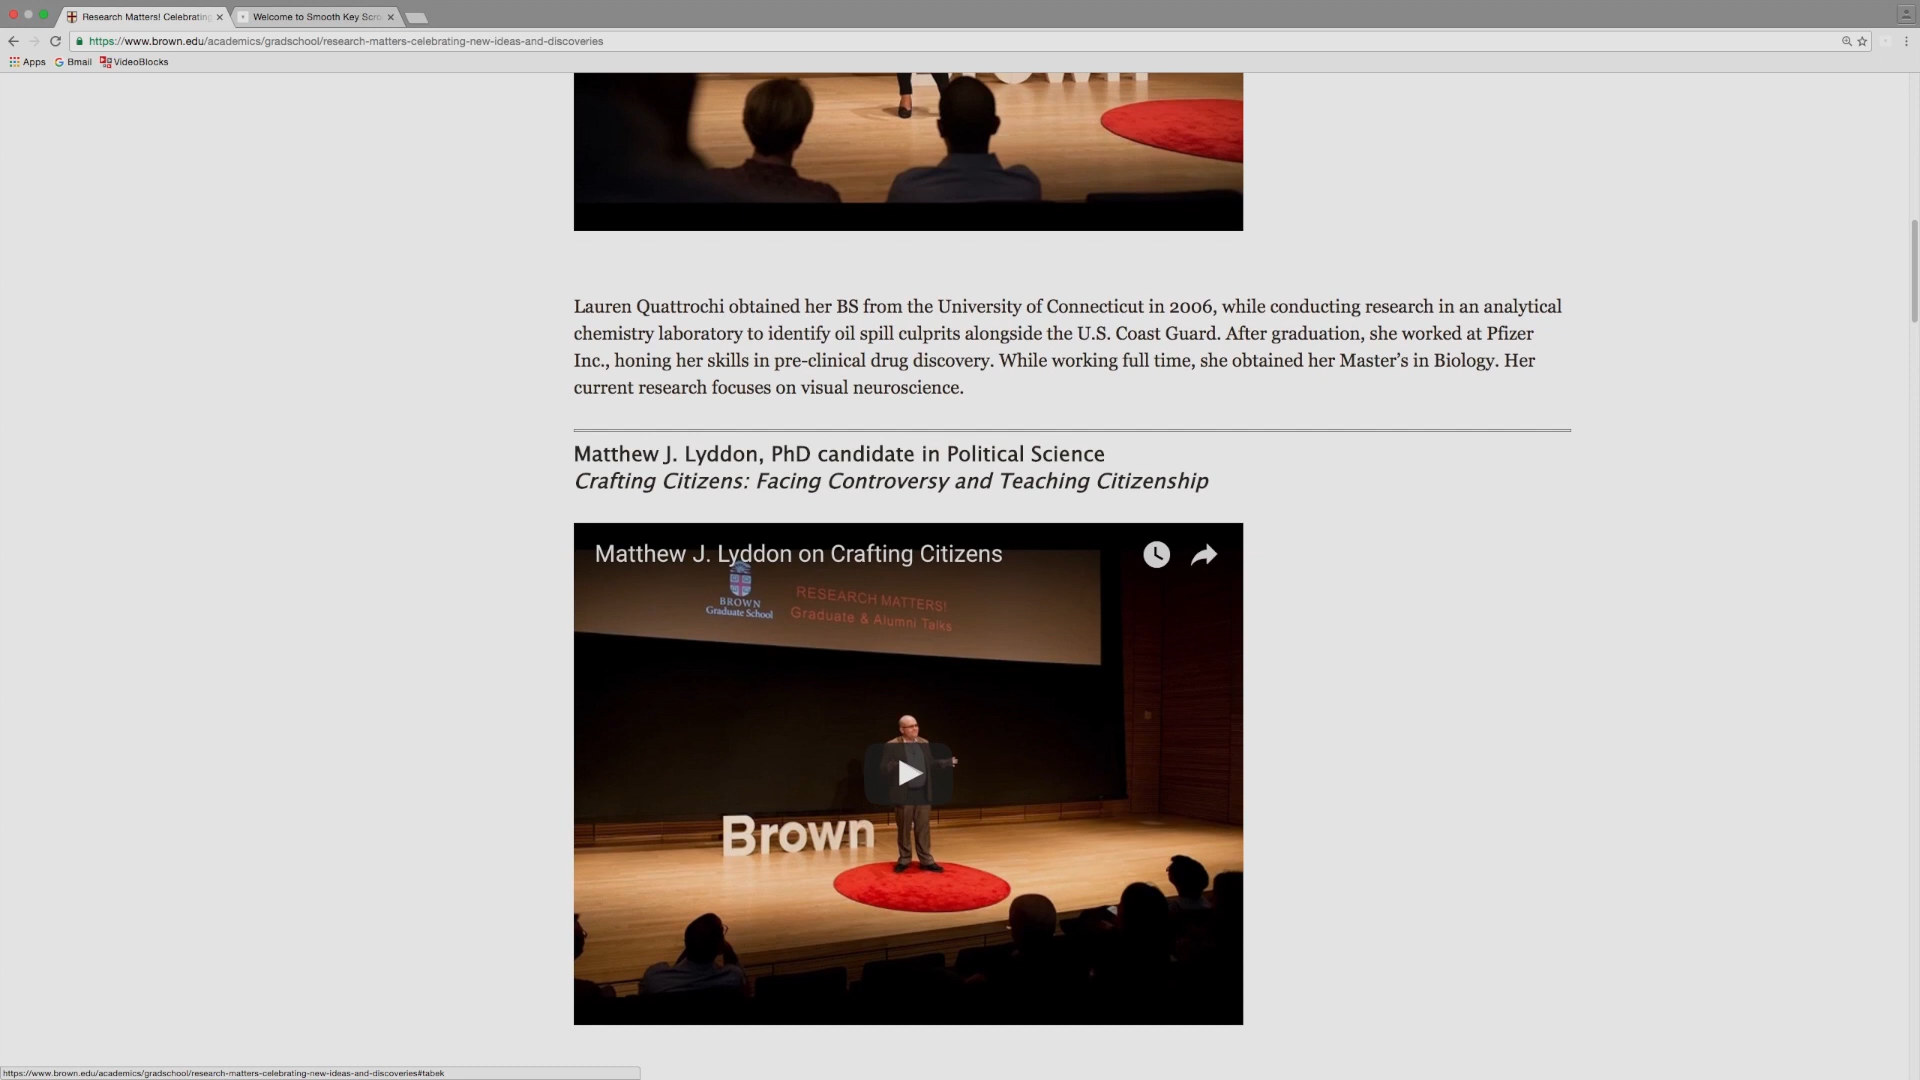 Research Matters! Celebrating
Welcome to Smooth Key Scro
https://www.brown.edu/academics/gradschool/research-matters-celebrating-new-ideas-and-discoveries
Apps
Bmail
VideoBlocks
Lauren Quattrochi obtained her BS from the University of Connecticut in 2006, while conducting research in an analytical
chemistry laboratory to identify oil spill culprits alongside the U.S. Coast Guard. After graduation, she worked at Pfizer
Inc., honing her skills in pre-clinical drug discovery. While working full time, she obtained her Master’s in Biology. Her
current research focuses on visual neuroscience.
Matthew J. Lyddon, PhD candidate in Political Science
Crafting Citizens: Facing Controversy and Teaching Citizenship
Matthew J. Lyddon on Crafting Citizens
BROWN
Graduate School
RESEARCH MATTERS!
Graduate & Alumni Talks
Brown
https://www.brown.edu/academics/gradschool/research-matters-celebrating-new-ideas-and-discoveries#tabek